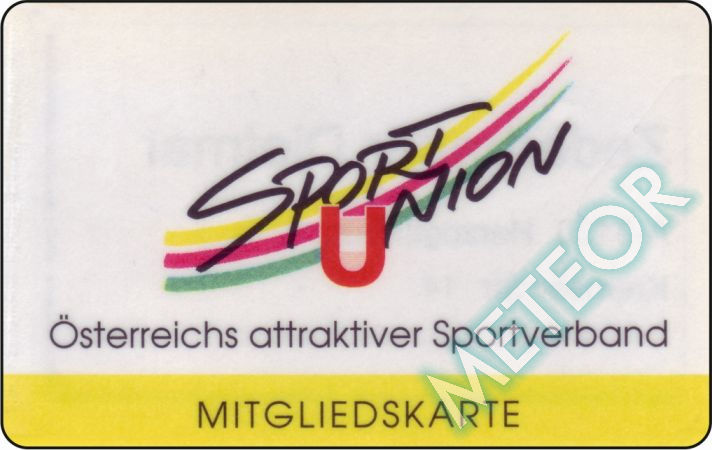 SPORT
UNION
Österreichs attraktiver Sportverband
MITGLIEDSKARTE
METEOR